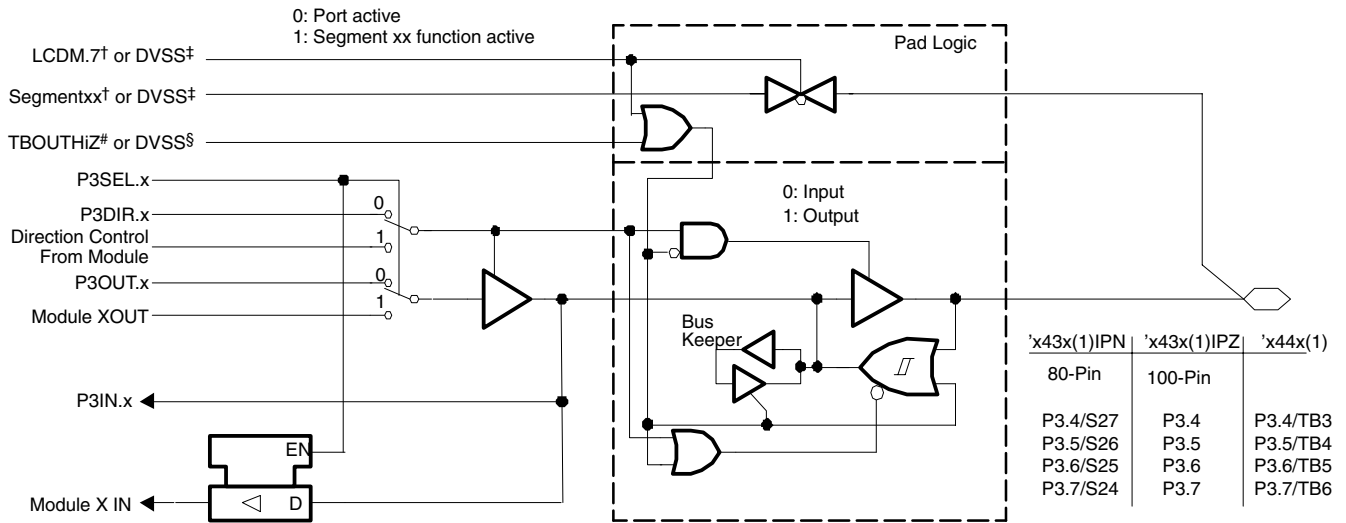 0: Port active
1: Segment xx function active
Pad Logic
LCDM.7† or DVSS‡
Segmentxx† or DVSS‡
TBOUTHiZ# or DVSS§
P3SEL.x
0: Input
1: Output
0
P3DIR.x
1
Direction Control
From Module
0
P3OUT.x
1
Module XOUT
Bus
Keeper
'x43x(1)IPN 'x43x(1)IPZ 'x44x(1)
80-Pin 100-Pin
P3.4/S27 P3.4 P3.4/TB3
P3.5/S26 P3.5 P3.5/TB4
P3.6/S25 P3.6 P3.6/TB5
P3.7/S24 P3.7 P3.7/TB6
P3IN.x
EN
Module X IN
D